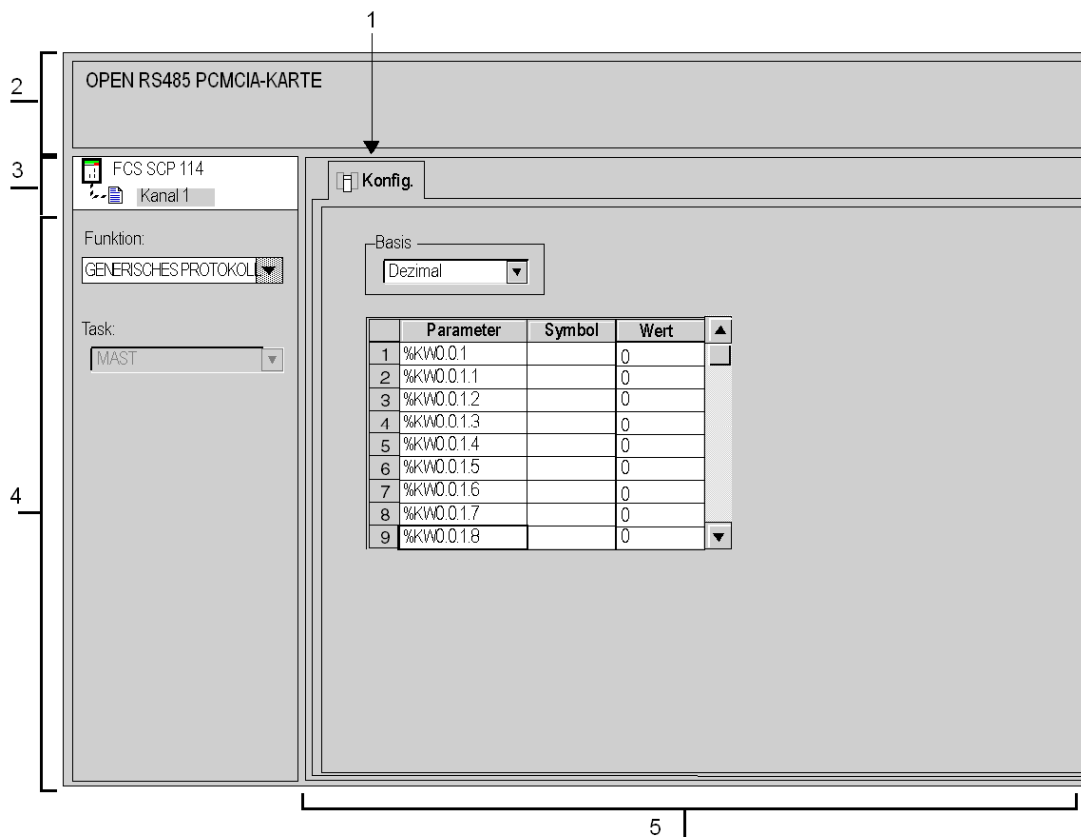 1
2
OPEN RS485 PCMCIA-KARTE
3
FCS SCP 114
Kanal 1
Konfig.
4
Funktion:
GENERISCHES PROTOKOLL
Task:
MAST
Basis
Dezimal
Parameter Symbol Wert
1 %KW0.0.1 0
2 %KW0.0.1.1 0
3 %KW0.0.1.2 0
4 %KW0.0.1.3 0
5 %KW0.0.1.4 0
6 %KW0.0.1.5 0
7 %KW0.0.1.6 0
8 %KW0.0.1.7 0
9 %KW0.0.1.8 0
5